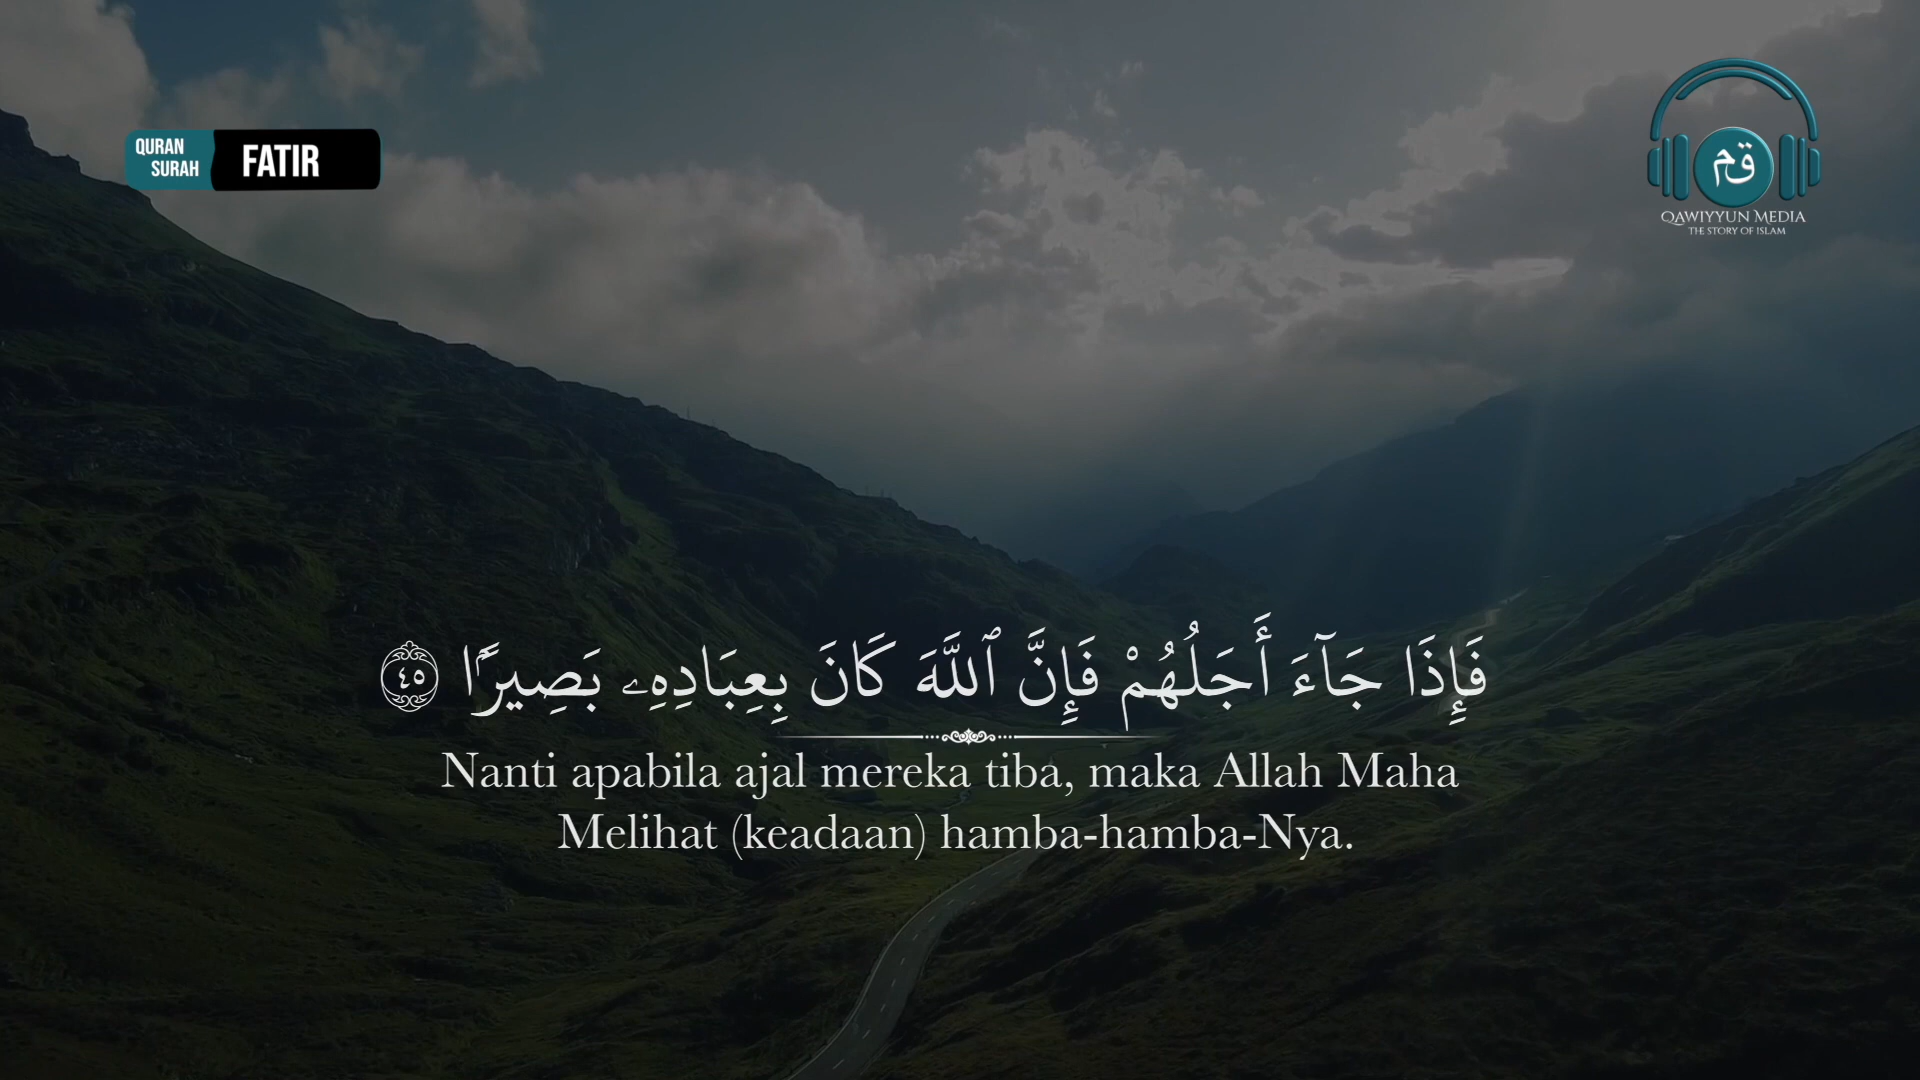 QURAN
SURAH
FATIR
قم
QAWIYYUN MEDIA
THE STORY OF ISLAM
فَإِذَا جَآءَ أَجَلُهُمْ فَإِنَّ ٱللَّهَ كَانَ بِعِبَادِهِۦ بَصِيرًۢا ٤٥
Nanti apabila ajal mereka tiba, maka Allah Maha
Melihat (keadaan) hamba-hamba-Nya.